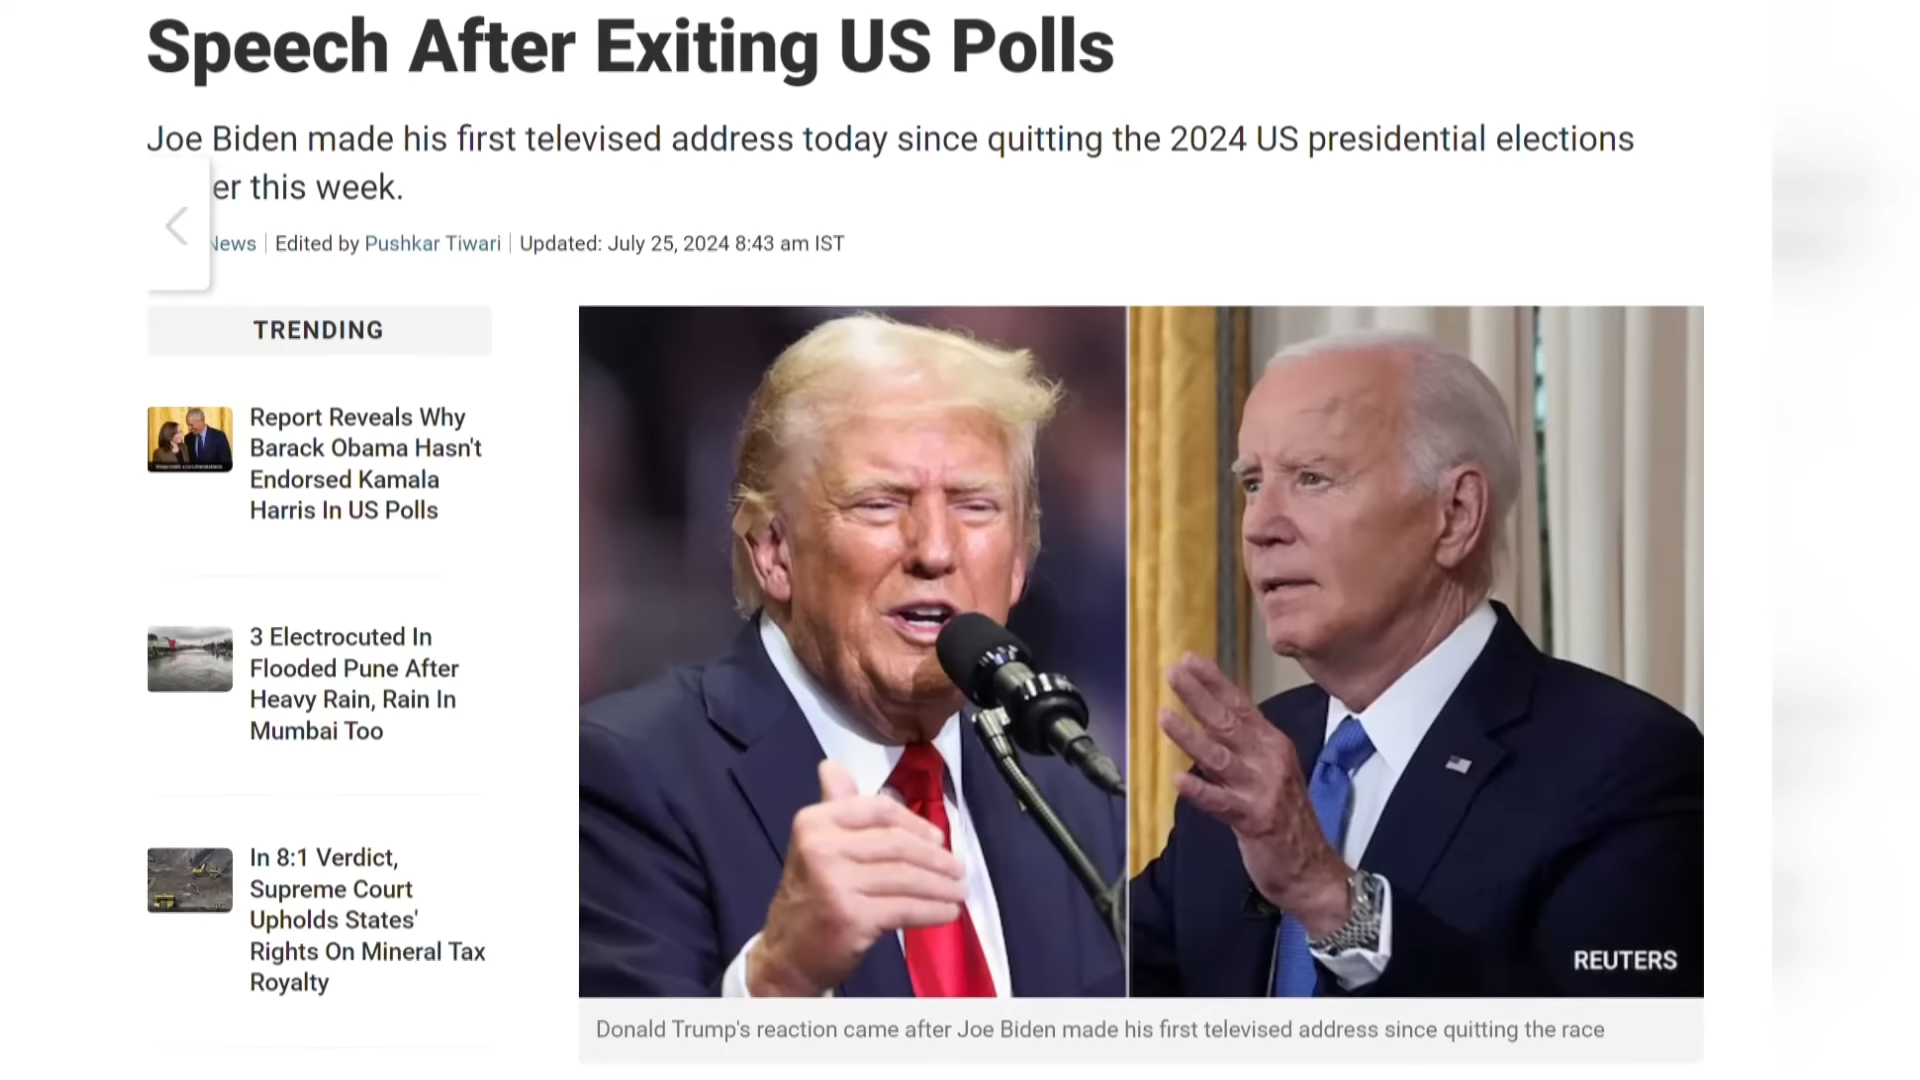 Speech After Exiting US Polls
Joe Biden made his first televised address today since quitting the 2024 US presidential elections
er this week.
News | Edited by Pushkar Tiwari | Updated: July 25, 2024 8:43 am IST
TRENDING
Report Reveals Why
Barack Obama Hasn't
Endorsed Kamala
Harris In US Polls
3 Electrocuted In
Flooded Pune After
Heavy Rain, Rain In
Mumbai Too
In 8:1 Verdict,
Supreme Court
Upholds States'
Rights On Mineral Tax
Royalty
REUTERS
Donald Trump's reaction came after Joe Biden made his first televised address since quitting the race